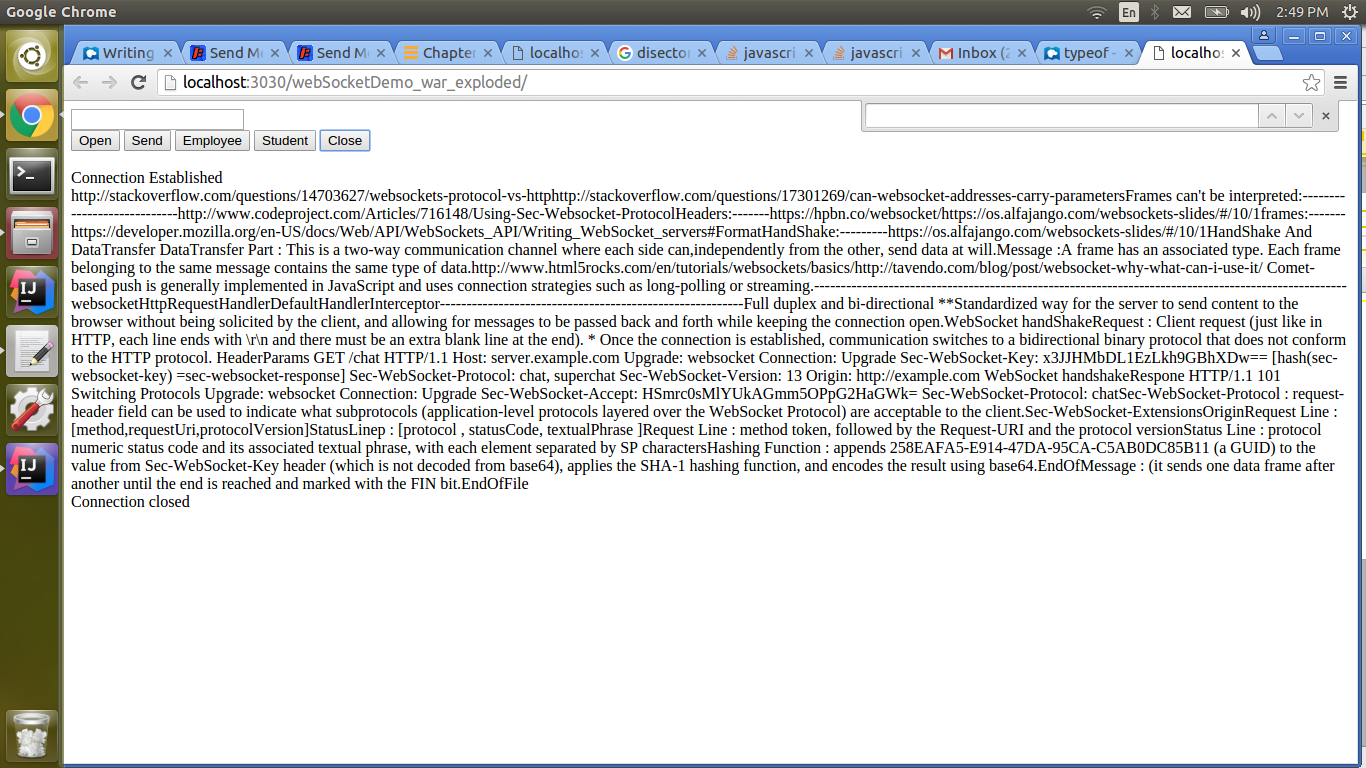 Google Chrome
En
2:49 PM
Writing
Send M
Send M
Chapter
localhos
disector
javascri
javascri
Inbox (2
typeof -
localhos
localhost:3030/webSocketDemo_war_exploded/
Open Send Employee Student Close
Connection Established
http://stackoverflow.com/questions/14703627/websockets-protocol-vs-httphttp://stackoverflow.com/questions/17301269/can-websocket-addresses-carry-parametersFrames can't be interpreted:----------
--------------------http://www.codeproject.com/Articles/716148/Using-Sec-Websocket-ProtocolHeaders:-------https://hpbn.co/websocket/https://os.alfajango.com/websockets-slides/#/10/1frames:-------
https://developer.mozilla.org/en-US/docs/Web/API/WebSockets_API/Writing_WebSocket_servers#FormatHandShake:---------https://os.alfajango.com/websockets-slides/#/10/1HandShake And
DataTransfer DataTransfer Part : This is a two-way communication channel where each side can,independently from the other, send data at will.Message :A frame has an associated type. Each frame
belonging to the same message contains the same type of data.http://www.html5rocks.com/en/tutorials/websockets/basics/http://tavendo.com/blog/post/websocket-why-what-can-i-use-it/ Comet-
based push is generally implemented in JavaScript and uses connection strategies such as long-polling or streaming.----------------------------------------------------------------------------------------------------
websocketHttpRequestHandlerDefaultHandlerInterceptor---------------------------------------------------------Full duplex and bi-directional **Standardized way for the server to send content to the
browser without being solicited by the client, and allowing for messages to be passed back and forth while keeping the connection open.WebSocket handShakeRequest : Client request (just like in
HTTP, each line ends with \r\n and there must be an extra blank line at the end). * Once the connection is established, communication switches to a bidirectional binary protocol that does not conform
to the HTTP protocol. HeaderParams GET /chat HTTP/1.1 Host: server.example.com Upgrade: websocket Connection: Upgrade Sec-WebSocket-Key: x3JJHMbDL1EzLkh9GBhXDw== [hash(sec-
websocket-key) =sec-websocket-response] Sec-WebSocket-Protocol: chat, superchat Sec-WebSocket-Version: 13 Origin: http://example.com WebSocket handshakeRespone HTTP/1.1 101
Switching Protocols Upgrade: websocket Connection: Upgrade Sec-WebSocket-Accept: HSmrc0sMlYUkAGmm5OPpG2HaGWk= Sec-WebSocket-Protocol: chatSec-WebSocket-Protocol : request-
header field can be used to indicate what subprotocols (application-level protocols layered over the WebSocket Protocol) are acceptable to the client.Sec-WebSocket-ExtensionsOriginRequest Line :
[method,requestUri,protocolVersion]StatusLinep : [protocol , statusCode, textualPhrase ]Request Line : method token, followed by the Request-URI and the protocol versionStatus Line : protocol
numeric status code and its associated textual phrase, with each element separated by SP charactersHashing Function : appends 258EAFA5-E914-47DA-95CA-C5AB0DC85B11 (a GUID) to the
value from Sec-WebSocket-Key header (which is not decoded from base64), applies the SHA-1 hashing function, and encodes the result using base64.EndOfMessage : (it sends one data frame after
another until the end is reached and marked with the FIN bit.EndOfFile
Connection closed